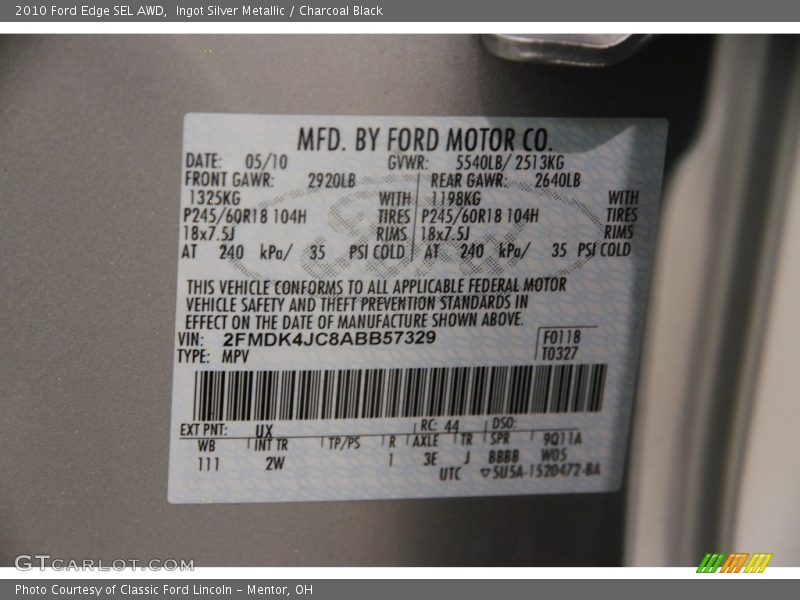 2010 Ford Edge SEL AWD, Ingot Silver Metallic / Charcoal Black
MFD. BY FORD MOTOR CO.
DATE: 05/10 GVWR: 5540LB/ 2513KG
FRONT GAWR: 2920LB REAR GAWR: 2640LB
1325KG WITH 1198KG WITH
P245/60R18 104H TIRES P245/60R18 104H TIRES
18x7.5J RIMS 18x7.5J RIMS
AT 240 kPa/ 35 PSI COLD AT 240 kPa/ 35 PSI COLD
THIS VEHICLE CONFORMS TO ALL APPLICABLE FEDERAL MOTOR
VEHICLE SAFETY AND THEFT PREVENTION STANDARDS IN
EFFECT ON THE DATE OF MANUFACTURE SHOWN ABOVE.
VIN: 2FMDK4JC8ABB57329 F0118
TYPE: MPV T0327
EXT PNT: UX RC: 44 DSO:
WB INT TR TP/PS R AXLE TR SPR 9Q11A
111 2W 1 3E J BBBB W05
UTC ▽5U5A-1520472-BA
GTCARLOT.COM
Photo Courtesy of Classic Ford Lincoln – Mentor, OH